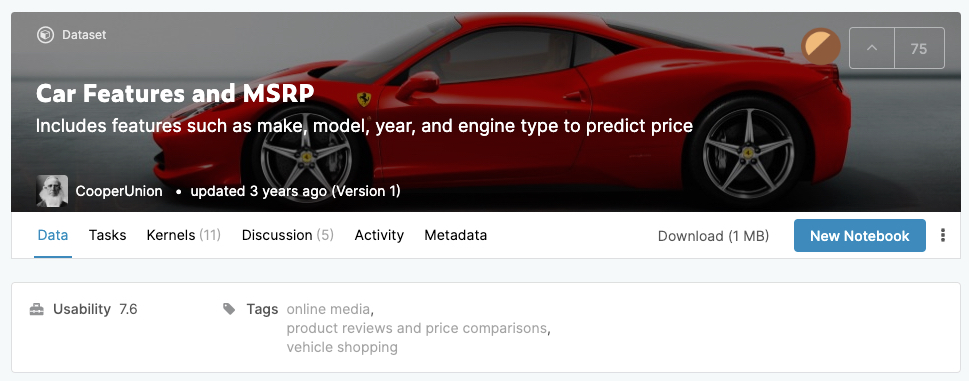 Dataset
75
Car Features and MSRP
Includes features such as make, model, year, and engine type to predict price
CooperUnion • updated 3 years ago (Version 1)
Data Tasks Kernels (11) Discussion (5) Activity Metadata Download (1 MB) New Notebook
Usability 7.6 Tags online media,
product reviews and price comparisons,
vehicle shopping